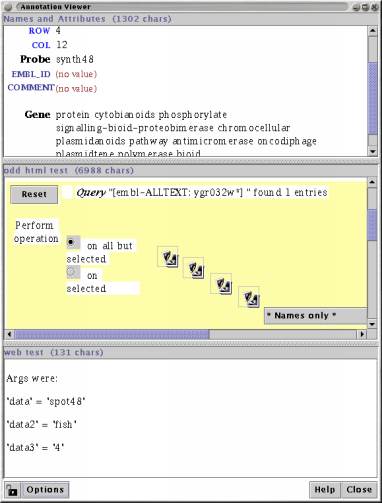 Annotation Viewer
Names and Attributes (1302 chars)
ROW 4
COL 12
Probe synth48
EMBL_ID (no value)
COMMENT (no value)
Gene protein cytobianoids phosphorylate
signalling-bioid-proteobimerase chromocellular
plasmidanoids pathway antimicromerase oncodiphage
plasmidtene polymerase bioid
odd html test (6988 chars)
Reset
Query "[embl-ALLTEXT: ygr032w*] " found 1 entries
Perform
operation
on all but
selected
on
selected
* Names only *
web test (131 chars)
Args were:
"data" = "spot48"
"data2" = "fish"
"data3" = "4"
Options
Help
Close